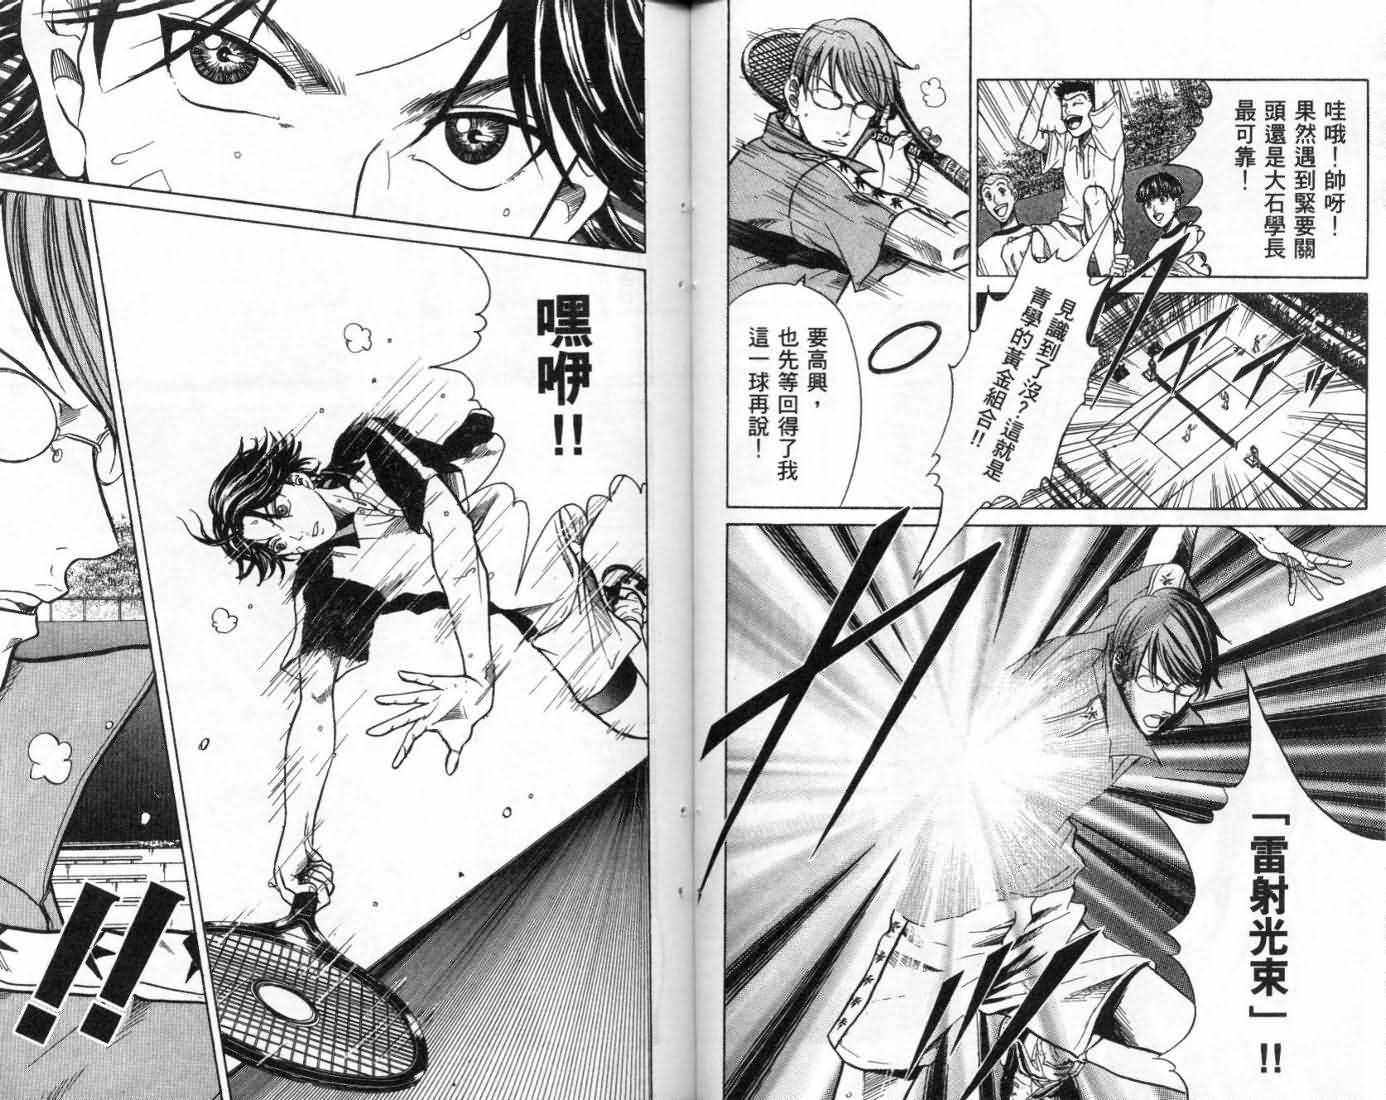 哇哦！帥呀！
果然遇到緊要關
頭還是大石學長
最可靠！
見識到了沒？這就是
青學的黃金組合!!
要高興，
也先等回得了我
這一球再說！
「雷射光束」!!
嘿咿!!
!!